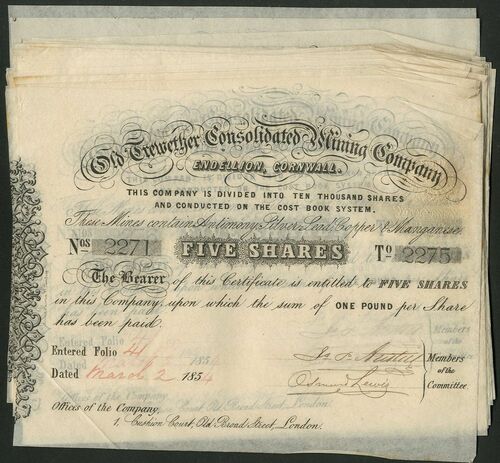 Old Trewether Consolidated Mining Company
ENDELLION, CORNWALL.
THIS COMPANY IS DIVIDED INTO TEN THOUSAND SHARES
AND CONDUCTED ON THE COST BOOK SYSTEM.
These Mines contain Antimony, Silver, Lead, Copper & Manganese
Nos 2271 FIVE SHARES To 2275
The Bearer of this Certificate is entitled to FIVE SHARES
in this Company, upon which the sum of ONE POUND per Share
has been paid.
Entered Folio 41
Dated March 2 1854
Osmund Lewis
Members
of the
Committee
Offices of the Company,
1, Cushion Court, Old Broad Street, London.